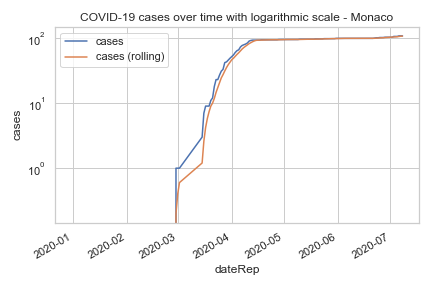 COVID-19 cases over time with logarithmic scale - Monaco
cases
cases (rolling)
10²
10¹
10⁰
cases
2020-01
2020-02
2020-03
2020-04
2020-05
2020-06
2020-07
dateRep